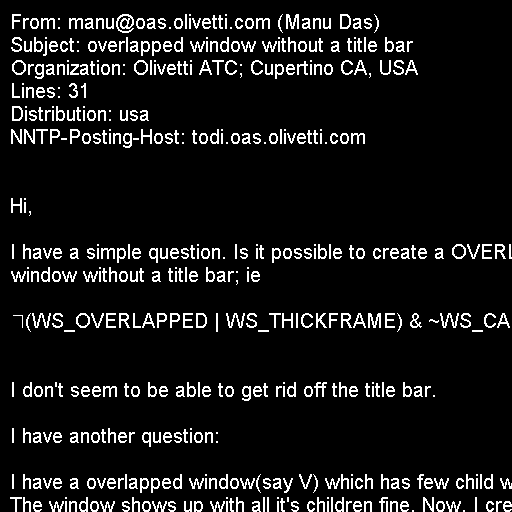 From: manu@oas.olivetti.com (Manu Das)
Subject: overlapped window without a title bar
Organization: Olivetti ATC; Cupertino CA, USA
Lines: 31
Distribution: usa
NNTP-Posting-Host: todi.oas.olivetti.com
Hi,
I have a simple question. Is it possible to create a OVERL
window without a title bar; ie
(WS_OVERLAPPED | WS_THICKFRAME) & ~WS_CA
I don't seem to be able to get rid off the title bar.
I have another question:
I have a overlapped window(say V) which has few child w
The window shows up with all it's children fine. Now, I cre